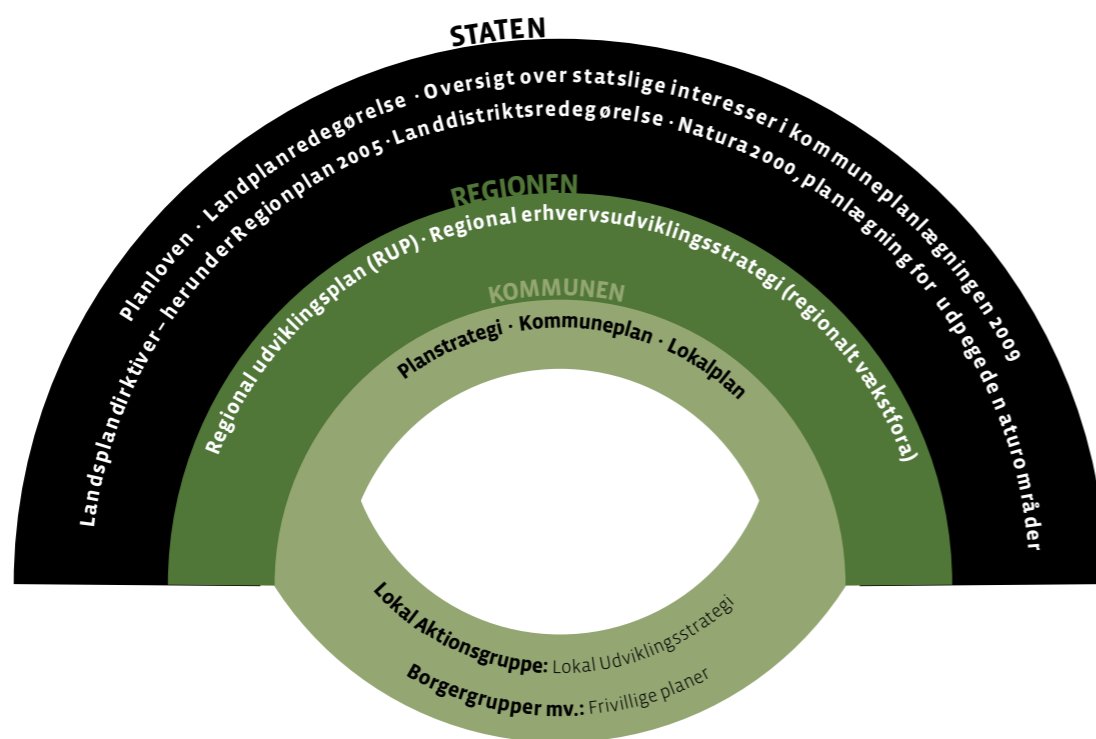 STATEN
Planloven · Landplanredegørelse · Oversigt over statslige interesser i kommuneplanlægningen 2009
Landsplandirktiver – herunder Regionplan 2005 · Landdistriktsredegørelse · Natura 2000, planlægning for udpegede naturområder
REGIONEN
Regional udviklingsplan (RUP) · Regional erhvervsudviklingsstrategi (regionalt vækstfora)
KOMMUNEN
Planstrategi · Kommuneplan · Lokalplan
Lokal Aktionsgruppe: Lokal Udviklingsstrategi
Borgergrupper mv.: Frivillige planer